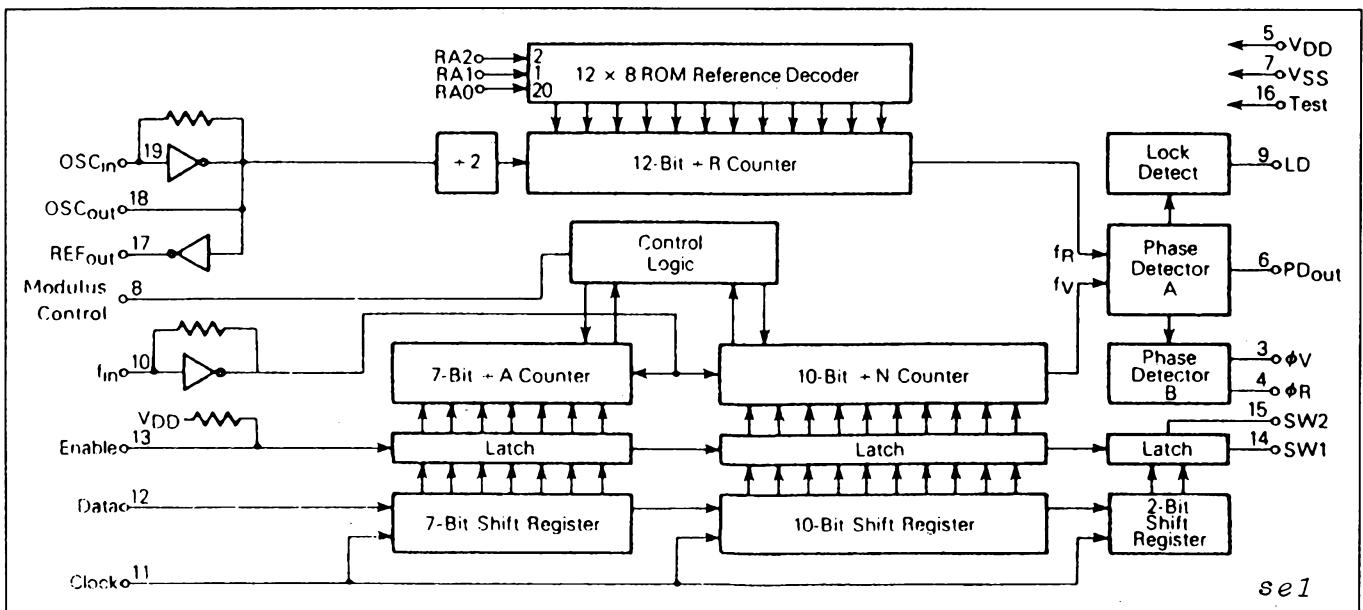 RA2 2
RA1 1
RA0 20
12 × 8 ROM Reference Decoder
5 VDD
7 VSS
16 Test
OSCin 19
÷ 2
12-Bit ÷ R Counter
Lock Detect
9 LD
OSCout 18
REFout 17
Control Logic
fR
fV
Phase Detector A
6 PDout
Modulus Control 8
fin 10
7-Bit ÷ A Counter
10-Bit ÷ N Counter
Phase Detector B
3 ϕV
4 ϕR
VDD
Enable 13
Latch
Latch
Latch
15 SW2
14 SW1
Data 12
7-Bit Shift Register
10-Bit Shift Register
2-Bit Shift Register
Clock 11
sel